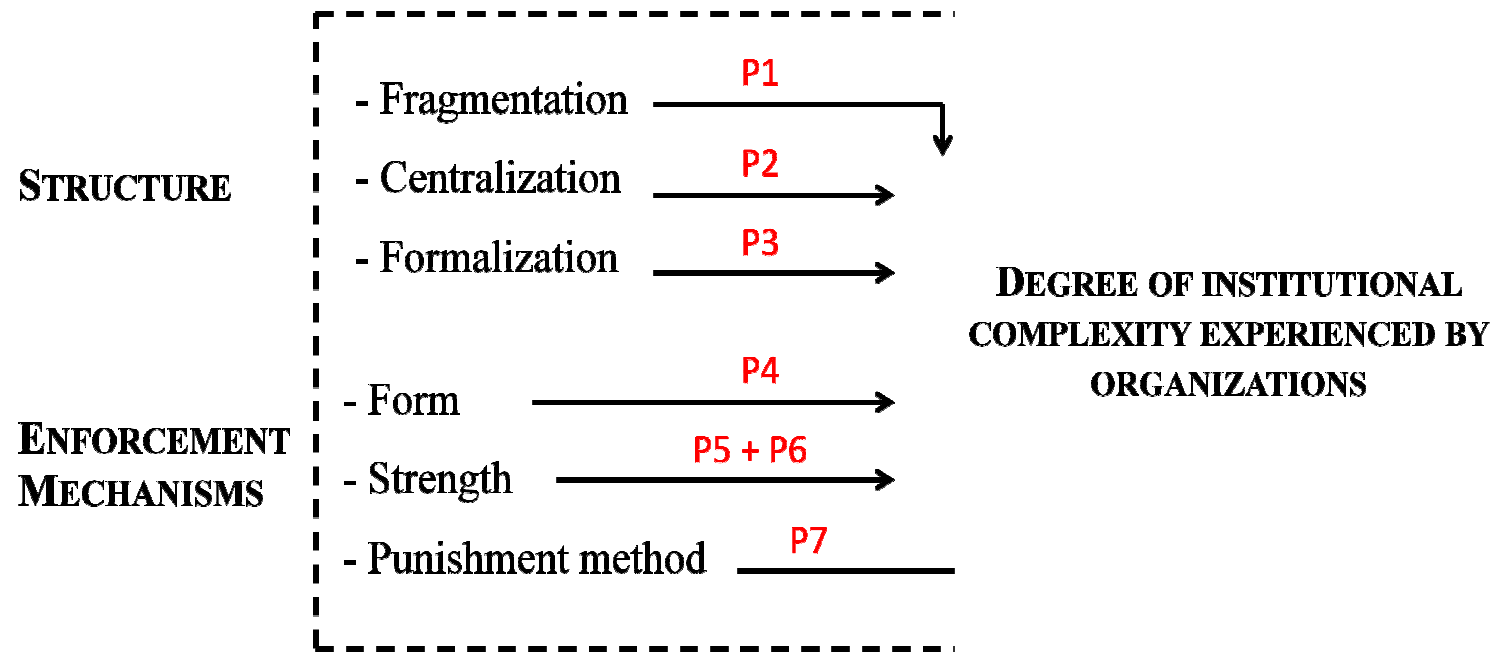 P1
- Fragmentation
P2
- Centralization
STRUCTURE
P3
- Formalization
DEGREE OF INSTITUTIONAL
COMPLEXITY EXPERIENCED BY
ORGANIZATIONS
P4
- Form
ENFORCEMENT
MECHANISMS
P5 + P6
- Strength
P7
- Punishment method